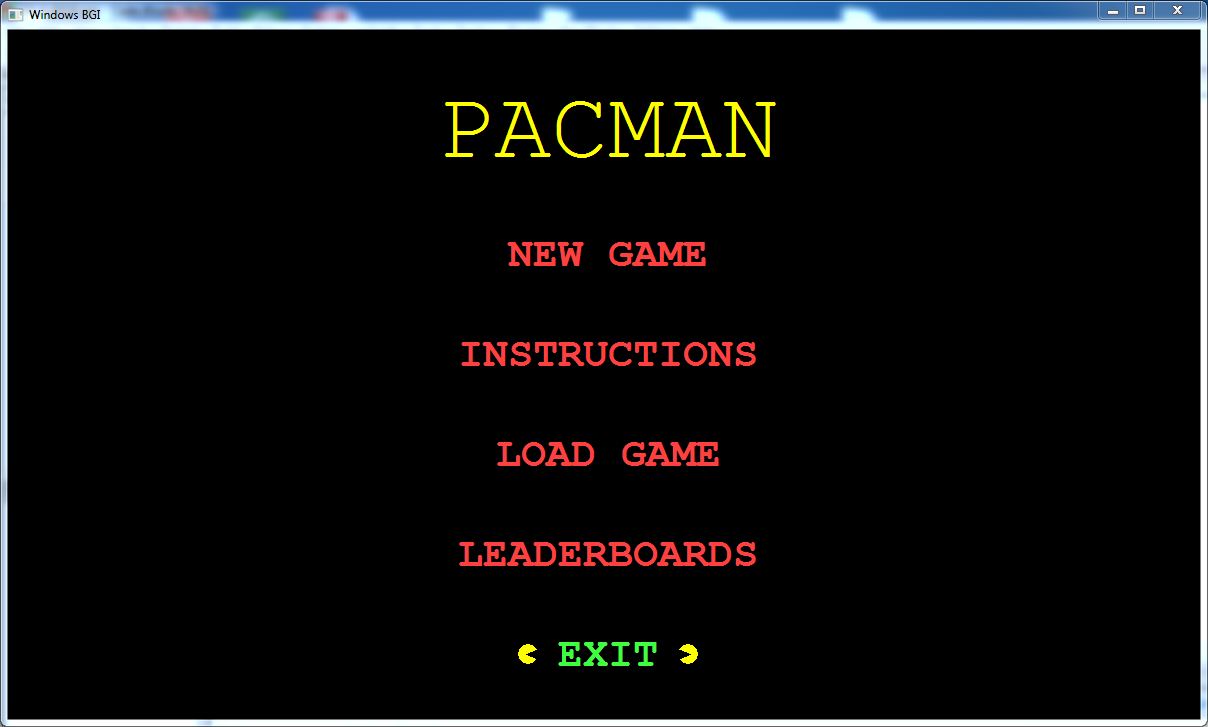 Windows BGI
PACMAN
NEW GAME
INSTRUCTIONS
LOAD GAME
LEADERBOARDS
EXIT